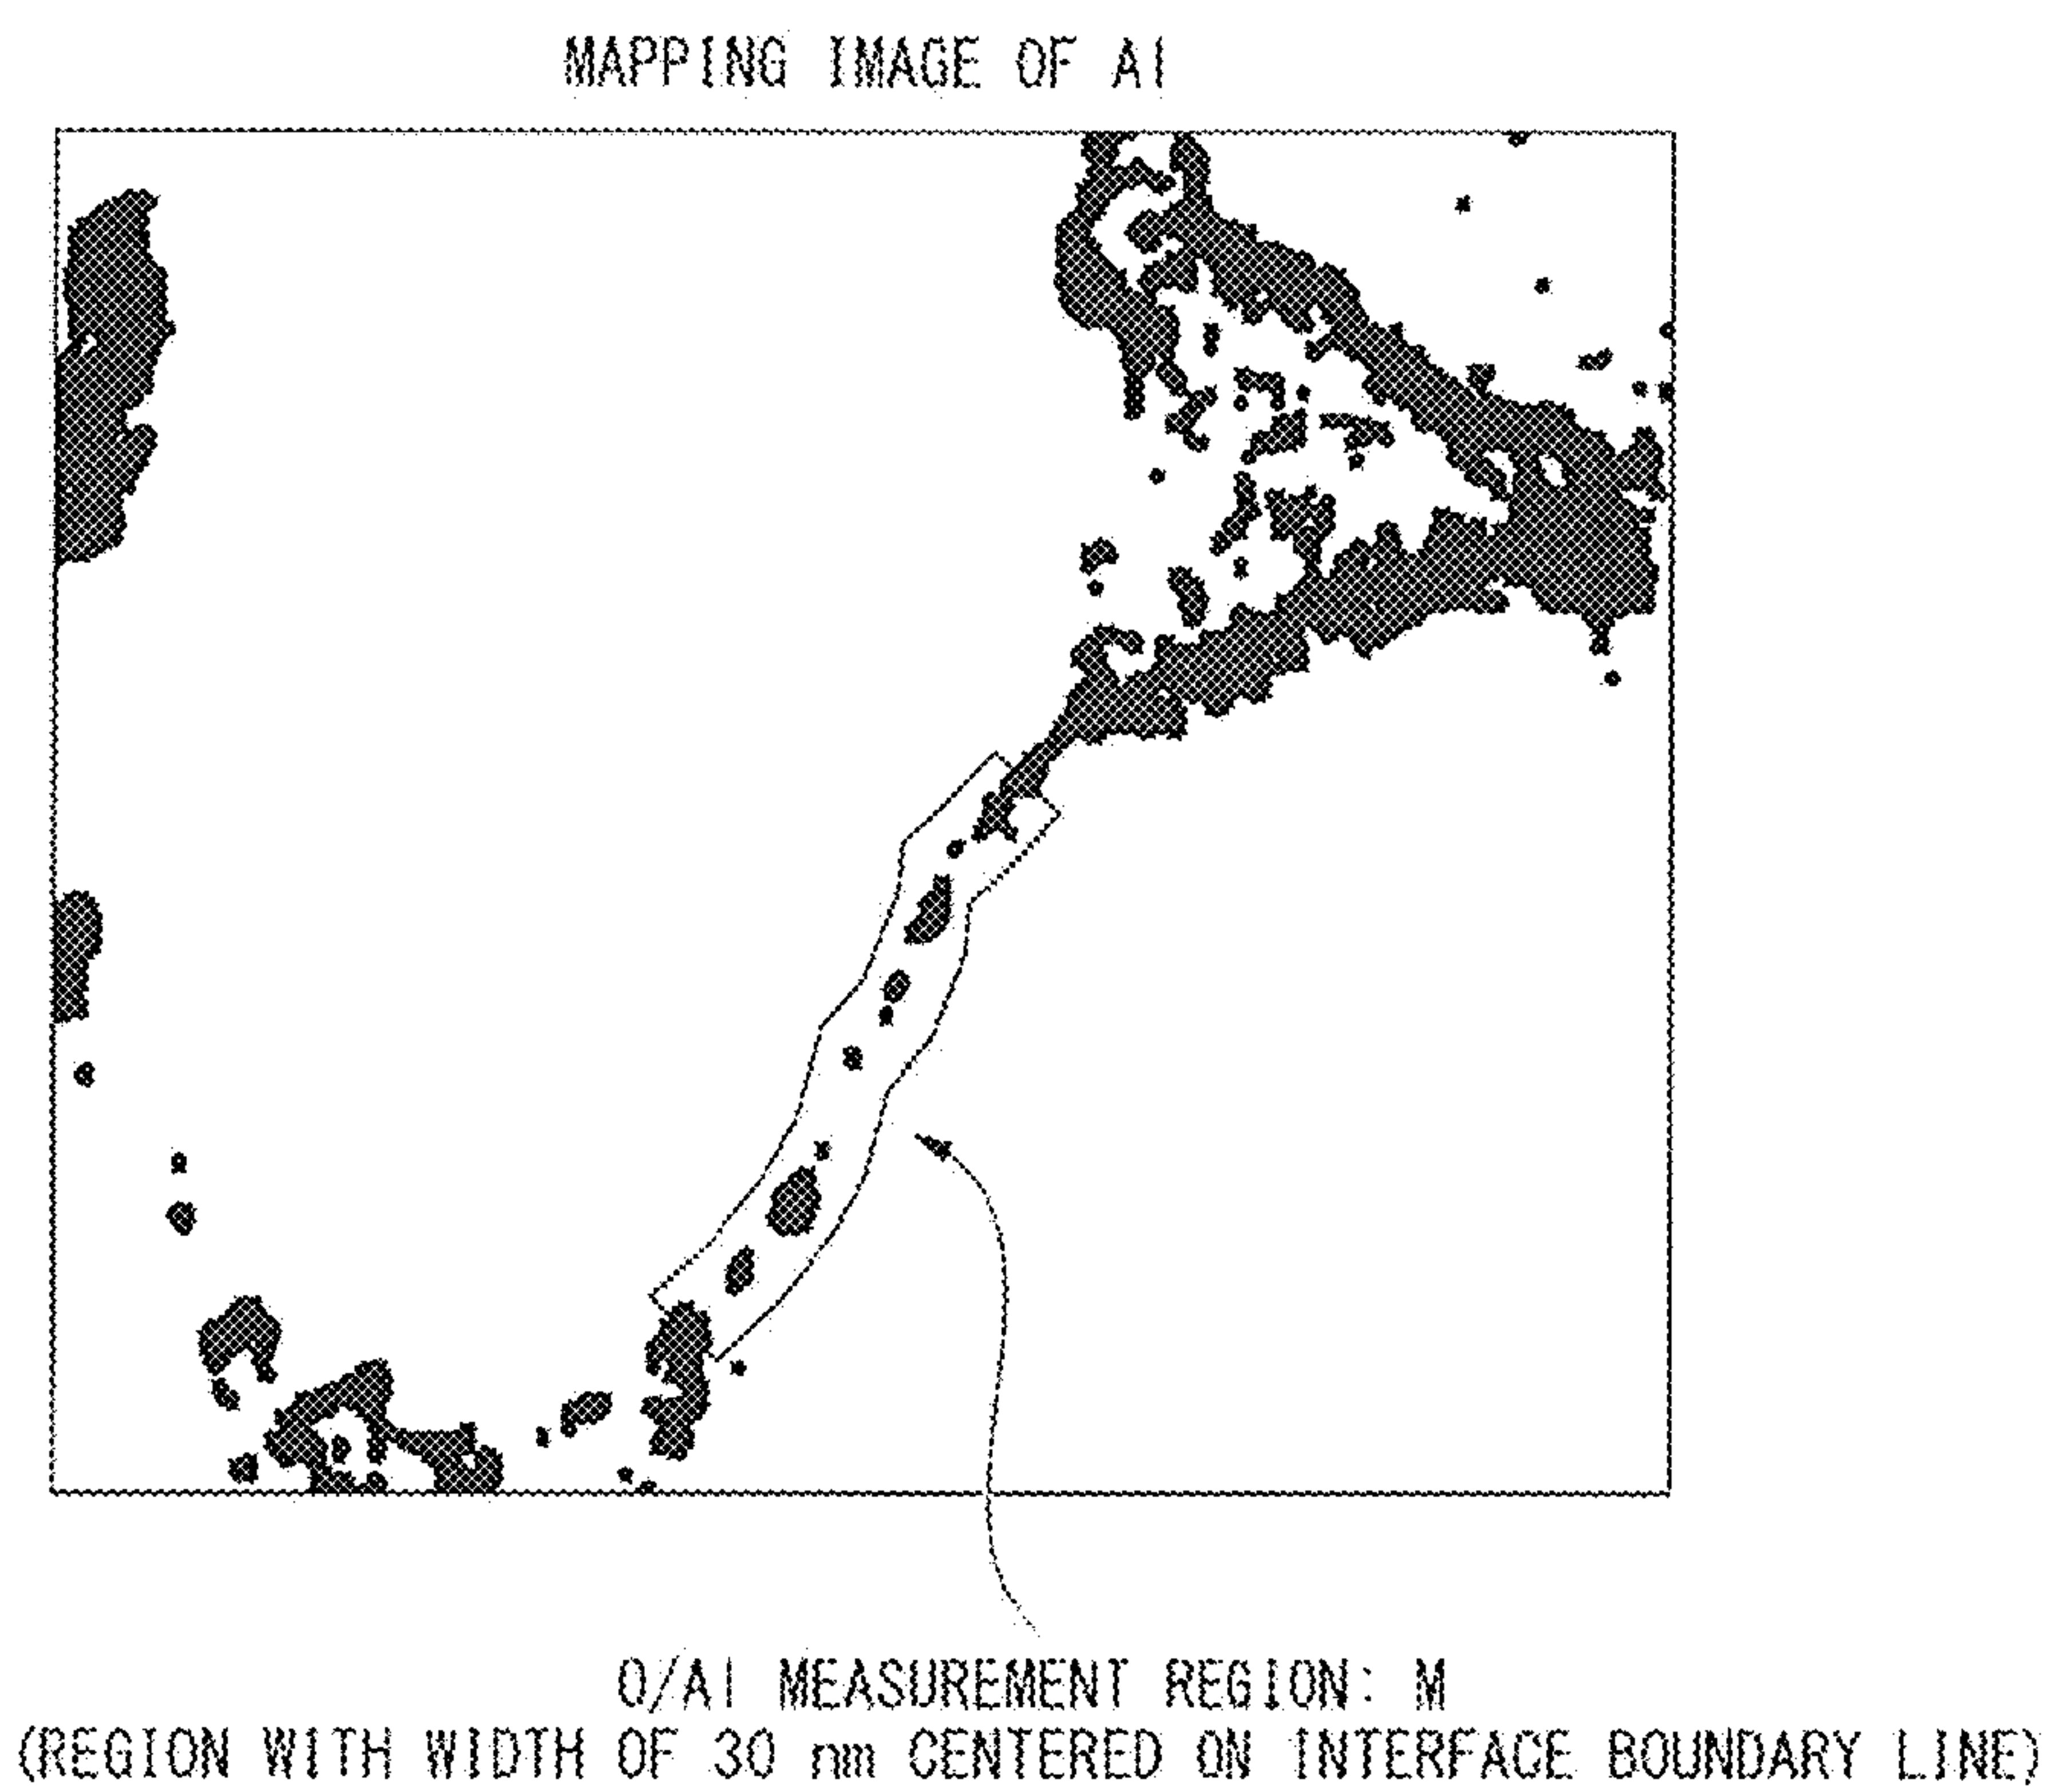 MAPPING IMAGE OF Al
O/Al MEASUREMENT REGION: M
(REGION WITH WIDTH OF 30 nm CENTERED ON INTERFACE BOUNDARY LINE)